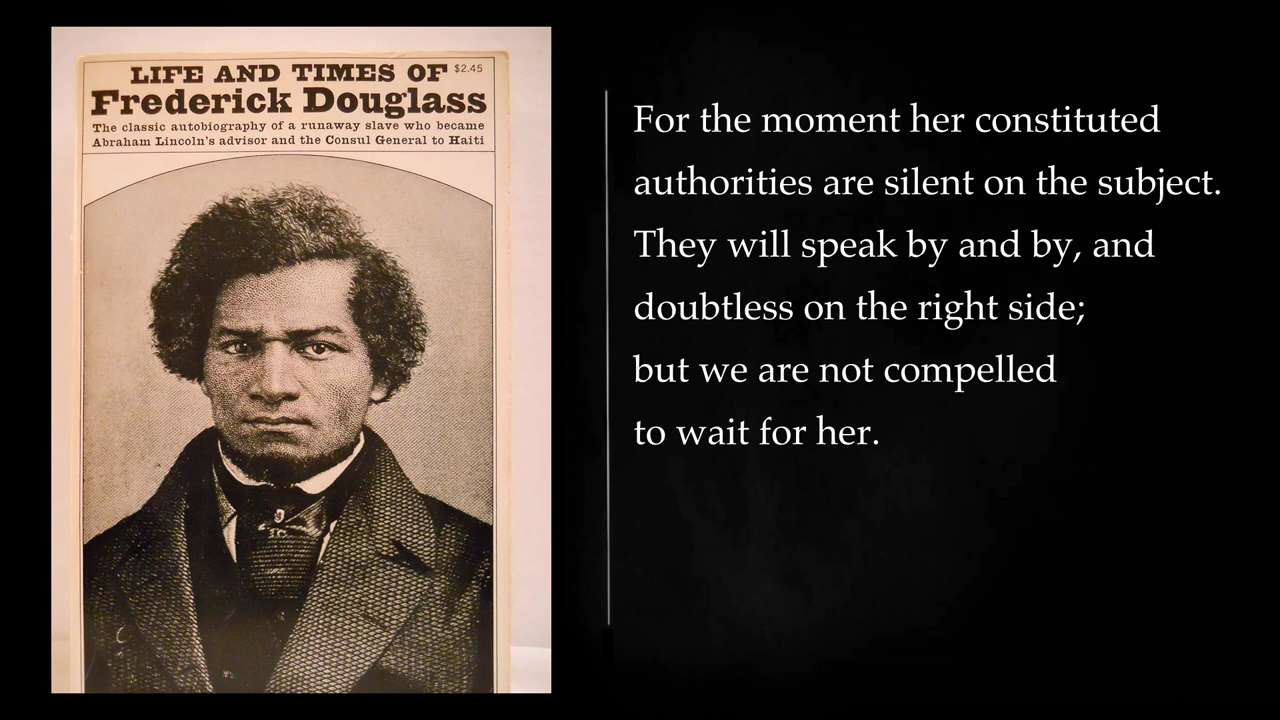 LIFE AND TIMES OF $2.45
Frederick Douglass
The classic autobiography of a runaway slave who became
Abraham Lincoln's advisor and the Consul General to Haiti
For the moment her constituted
authorities are silent on the subject.
They will speak by and by, and
doubtless on the right side;
but we are not compelled
to wait for her.